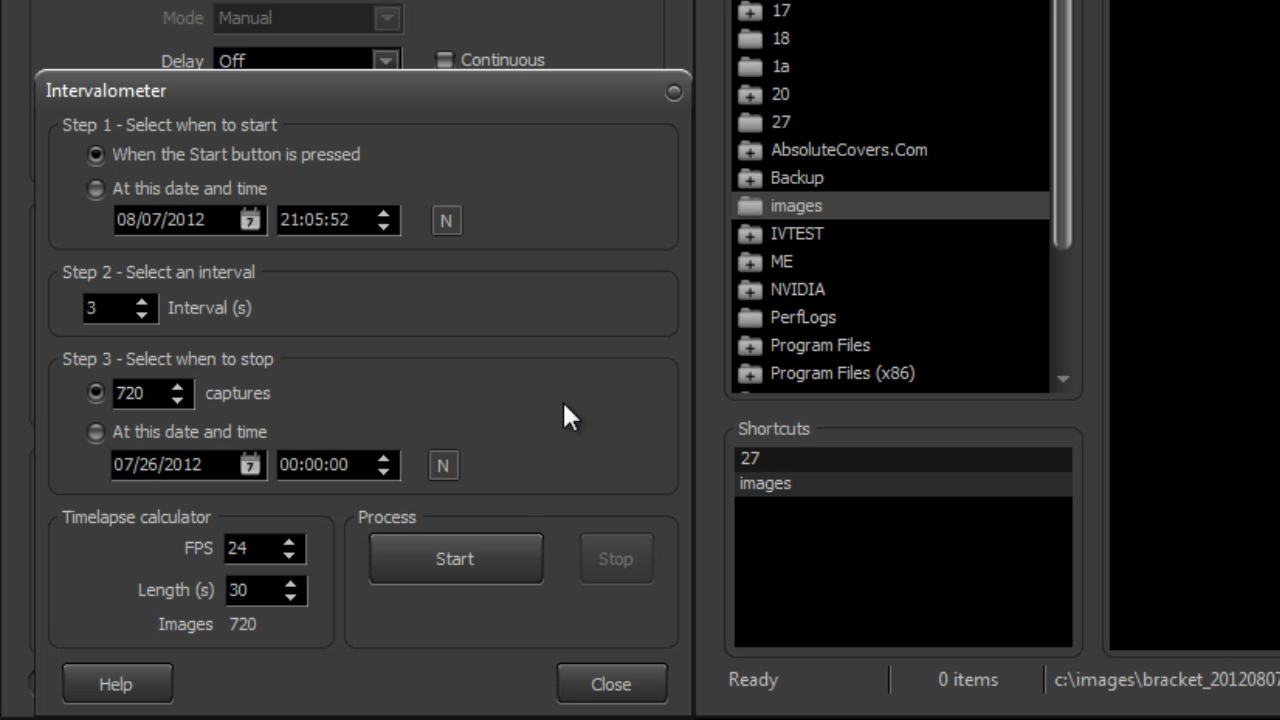 Mode Manual
Delay Off Continuous
Intervalometer
Step 1 - Select when to start
When the Start button is pressed
At this date and time
08/07/2012 7 21:05:52 N
Step 2 - Select an interval
3 Interval (s)
Step 3 - Select when to stop
720 captures
At this date and time
07/26/2012 7 00:00:00 N
Timelapse calculator
FPS 24
Length (s) 30
Images 720
Process
Start Stop
Help Close
17
18
1a
20
27
AbsoluteCovers.Com
Backup
images
IVTEST
ME
NVIDIA
PerfLogs
Program Files
Program Files (x86)
Shortcuts
27
images
Ready 0 items c:\images\bracket_20120807